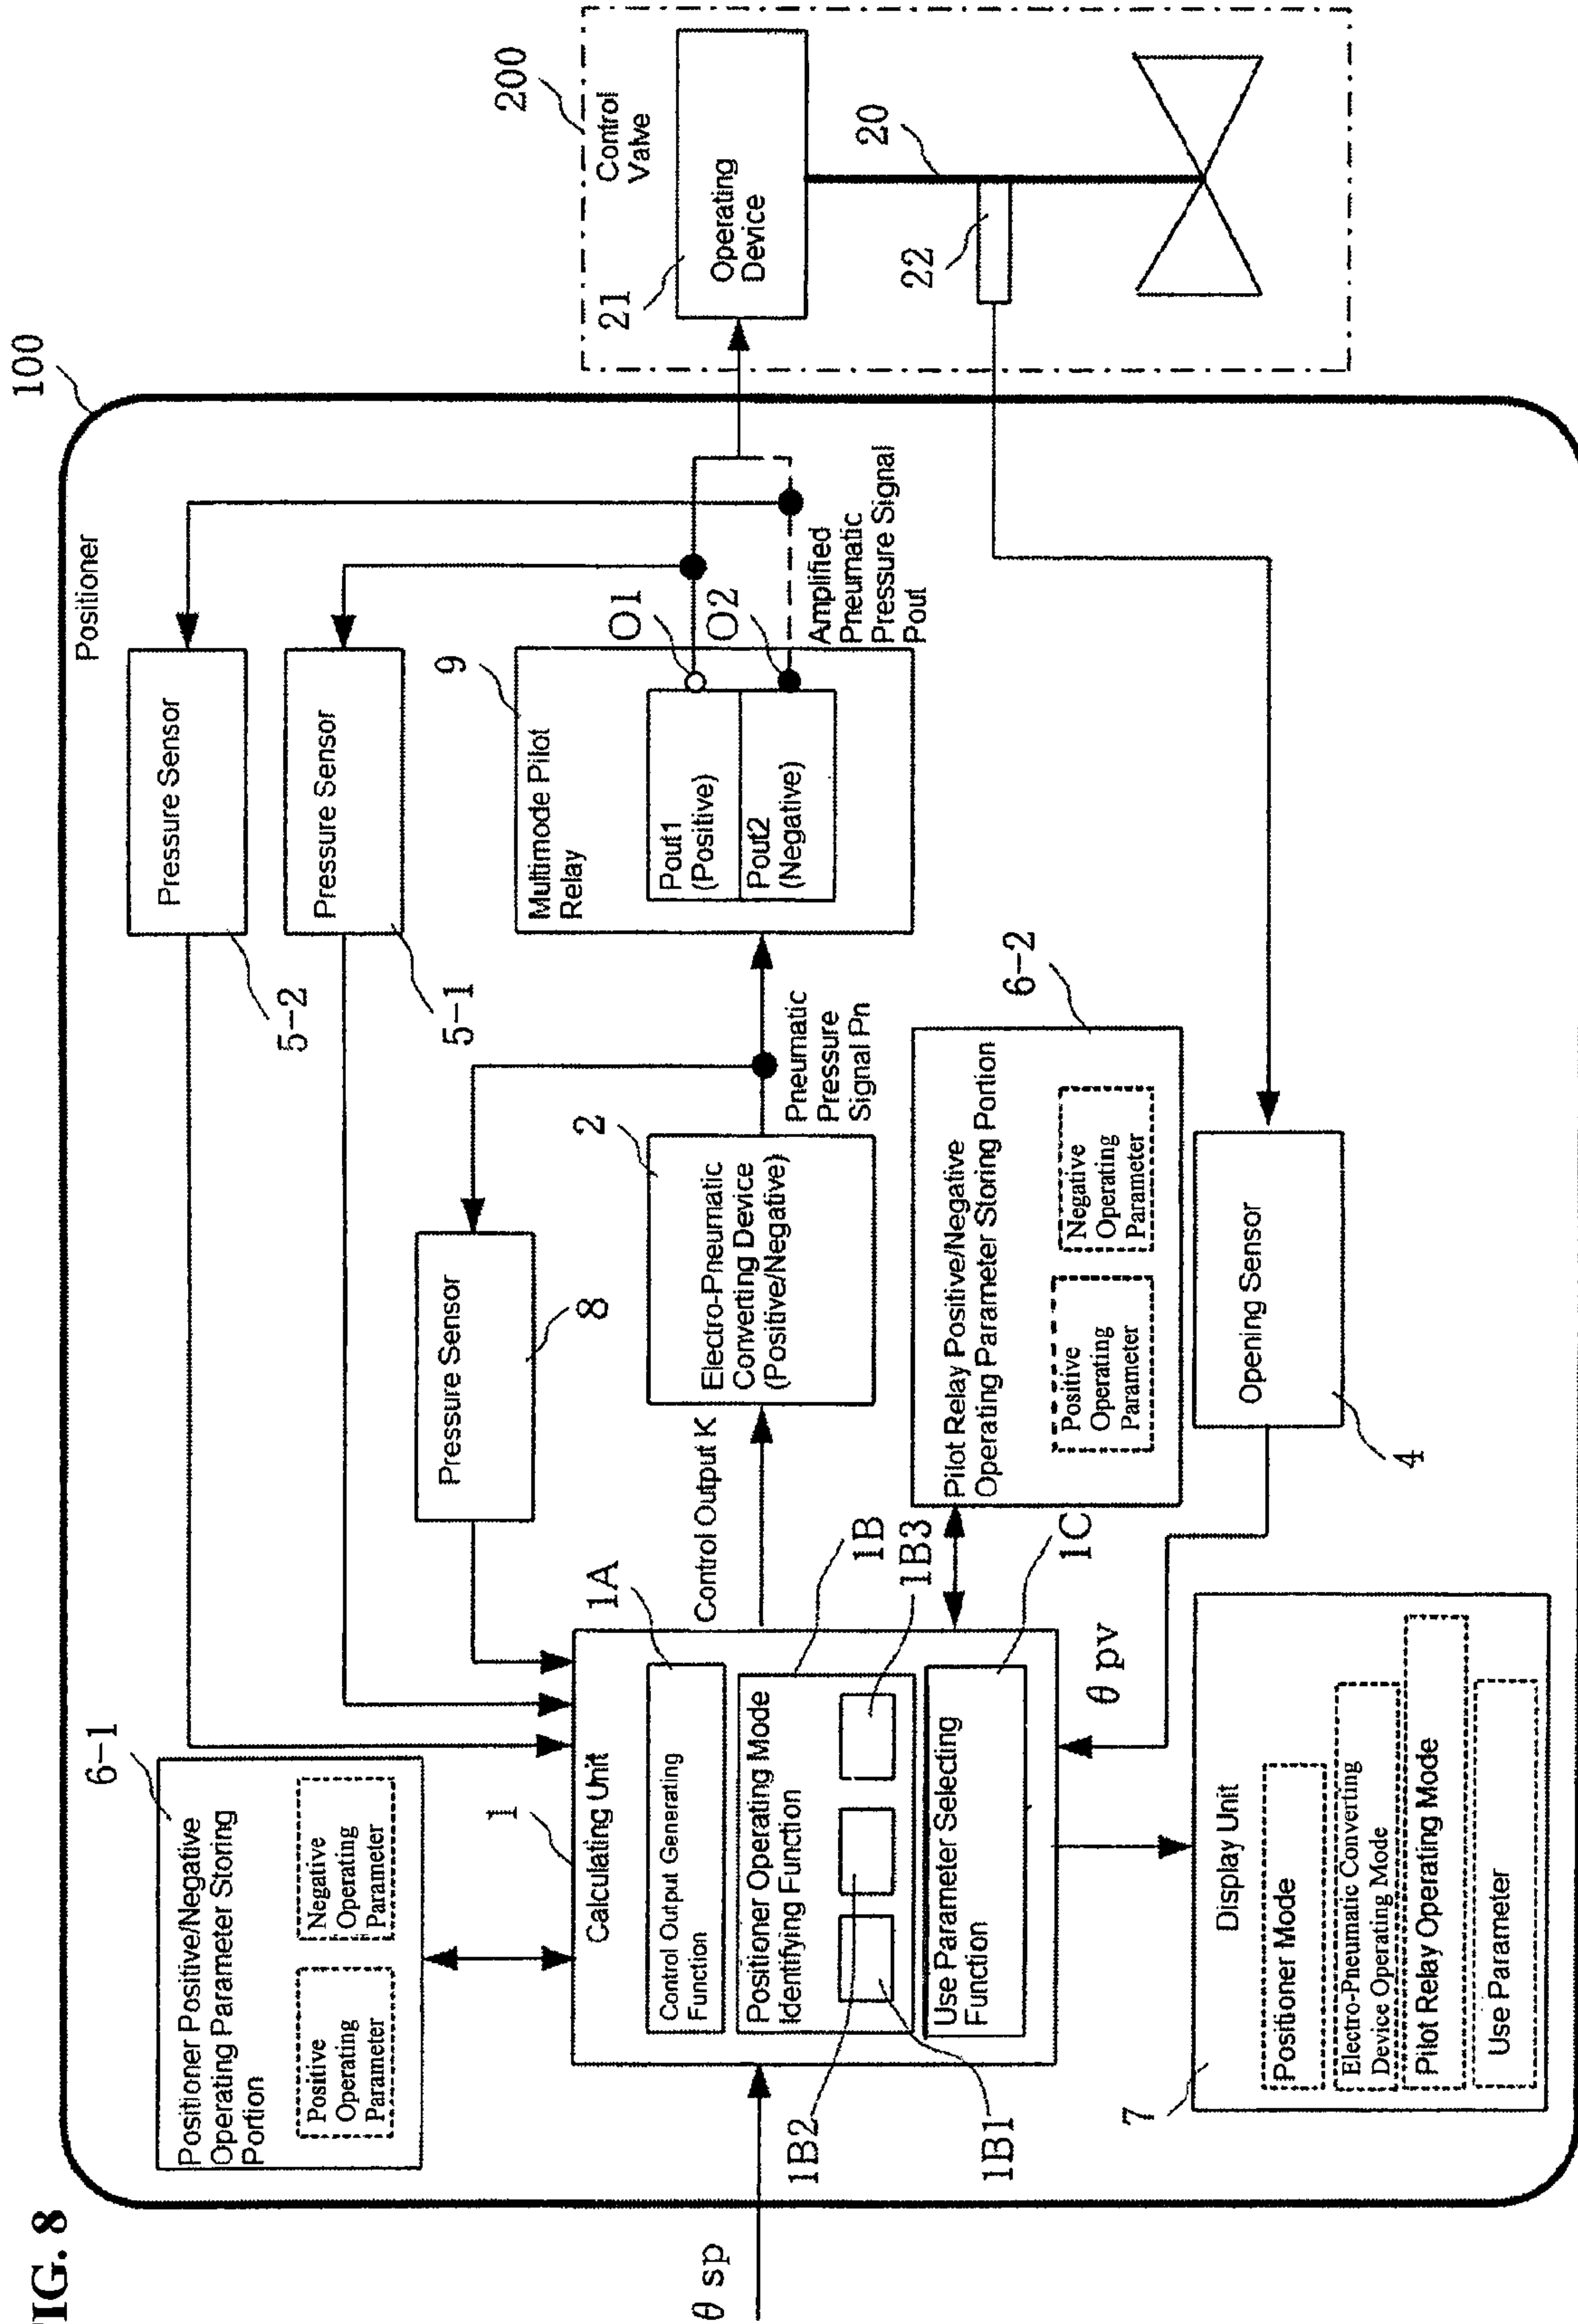 IG. 8
100
Positioner
200
Control
Valve
21
Operating
Device
20
22
Pressure Sensor
5-2
Pressure Sensor
5-1
Pressure Sensor
8
6-1
Positioner Positive/Negative
Operating Parameter Storing
Portion
Positive
Operating
Parameter
Negative
Operating
Parameter
θ sp
1
Calculating Unit
1A
Control Output Generating
Function
1B
Positioner Operating Mode
Identifying Function
1B2
1B1
1B3
1C
Use Parameter Selecting
Function
Control Output K
2
Electro-Pneumatic
Converting Device
(Positive/Negative)
Pneumatic
Pressure
Signal Pn
9
Multimode Pilot
Relay
Pout1
(Positive)
Pout2
(Negative)
O1
O2
Amplified
Pneumatic
Pressure Signal
Pout
6-2
Pilot Relay Positive/Negative
Operating Parameter Storing Portion
Positive
Operating
Parameter
Negative
Operating
Parameter
θ pv
Opening Sensor
4
7
Display Unit
Positioner Mode
Electro-Pneumatic Converting
Device Operating Mode
Pilot Relay Operating Mode
Use Parameter